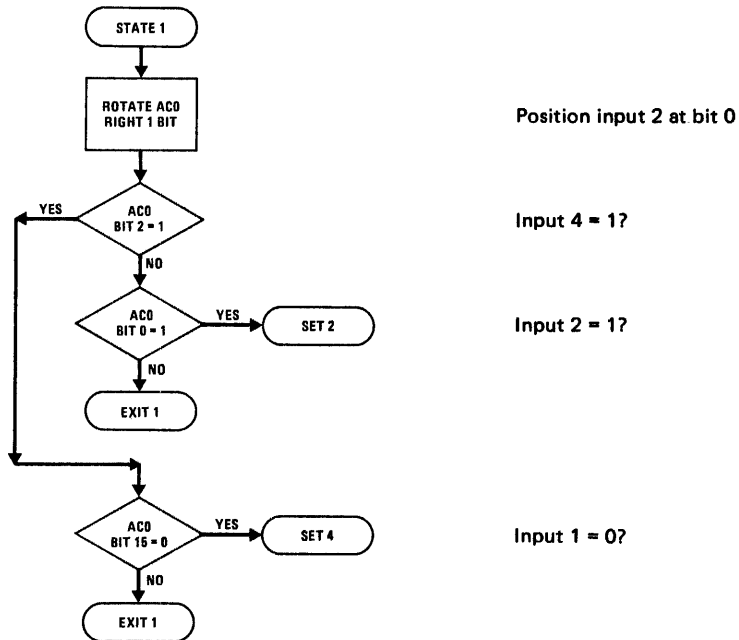 STATE 1
ROTATE AC0
RIGHT 1 BIT
Position input 2 at bit 0
YES
AC0
BIT 2 = 1
Input 4 = 1?
NO
AC0
BIT 0 = 1
YES
SET 2
Input 2 = 1?
NO
EXIT 1
AC0
BIT 15 = 0
YES
SET 4
Input 1 = 0?
NO
EXIT 1